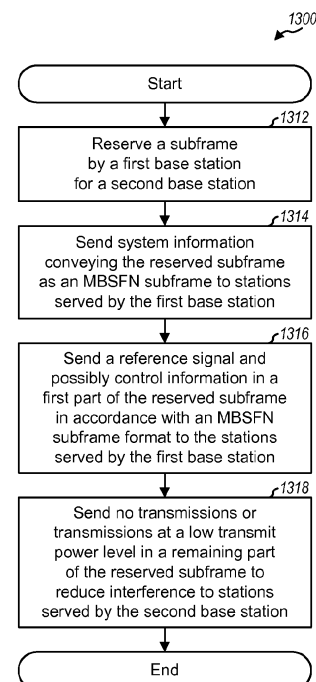 1300
Start
1312
Reserve a subframe
by a first base station
for a second base station
1314
Send system information
conveying the reserved subframe
as an MBSFN subframe to stations
served by the first base station
1316
Send a reference signal and
possibly control information in a
first part of the reserved subframe
in accordance with an MBSFN
subframe format to the stations
served by the first base station
1318
Send no transmissions or
transmissions at a low transmit
power level in a remaining part
of the reserved subframe to
reduce interference to stations
served by the second base station
End